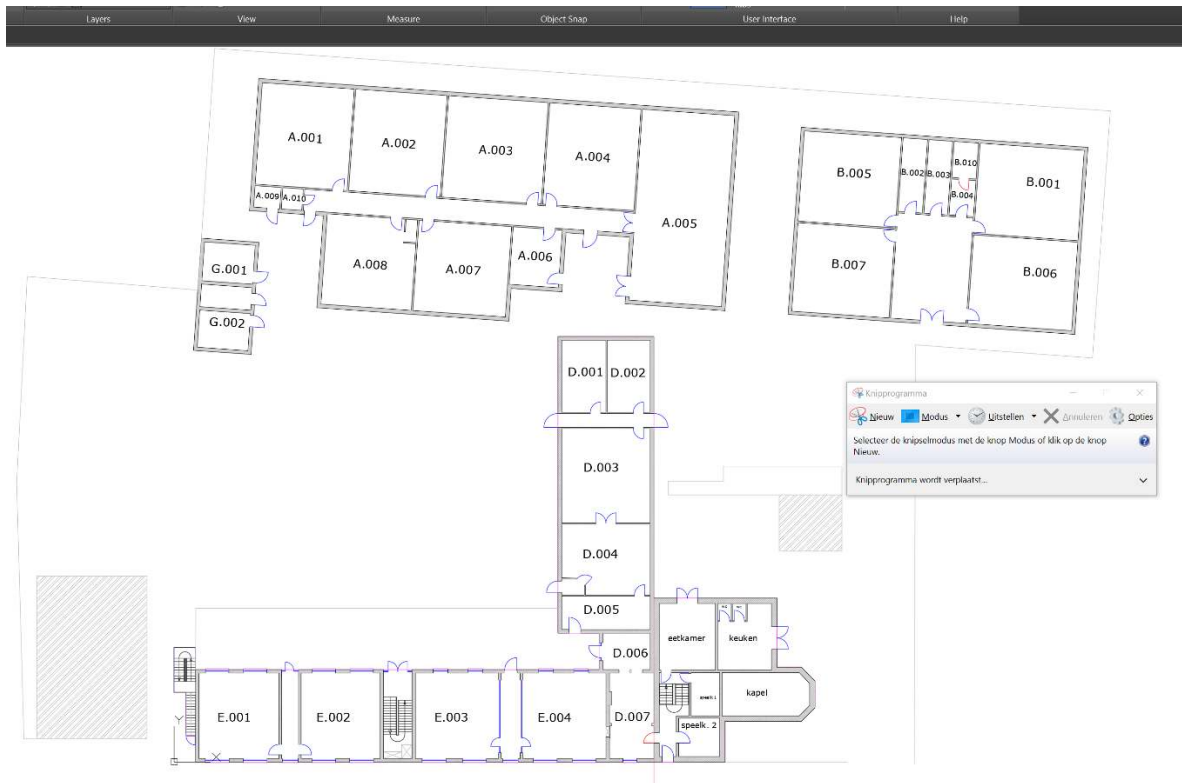 Layers View Measure Object Snap User Interface Help
A.001
A.002
A.003
A.004
A.005
A.009
A.010
A.008
A.007
A.006
G.001
G.002
B.005
B.002
B.003
B.010
B.004
B.001
B.007
B.006
D.001
D.002
D.003
D.004
D.005
D.006
D.007
Knipprogramma
Nieuw Modus Uitstellen Annuleren Opties
Selecteer de knipselmodus met de knop Modus of klik op de knop
Nieuw.
Knipprogramma wordt verplaatst...
eetkamer
keuken
kapel
speelk. 2
E.001
E.002
E.003
E.004
Y
X